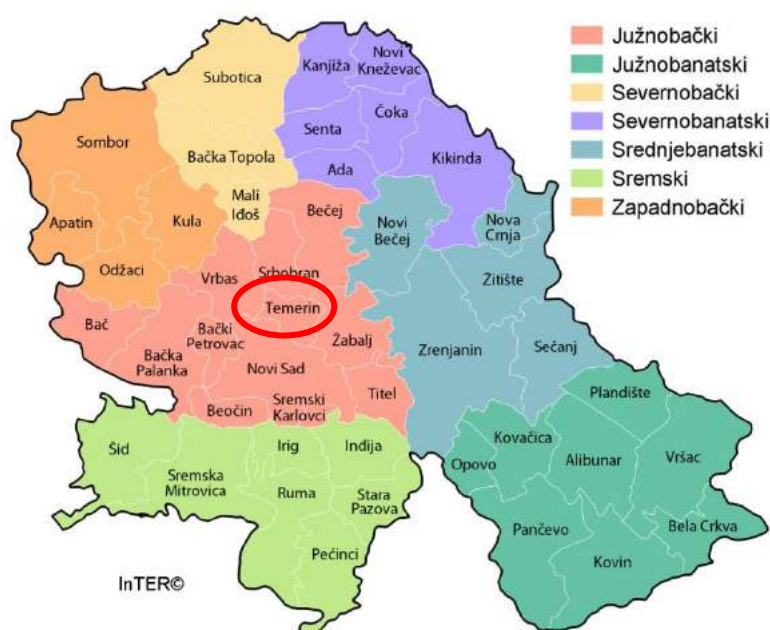 Južnobački
Južnobanatski
Severnobački
Severnobanatski
Srednjebanatski
Sremski
Zapadnobački
Subotica
Kanjiža
Novi
Kneževac
Čoka
Senta
Sombor
Bačka Topola
Ada
Kikinda
Mali
Iđoš
Bečej
Novi
Bečej
Nova
Crnja
Apatin
Kula
Odžaci
Vrbas
Srbobran
Zitište
Temerin
Bač
Bački
Petrovac
Žabalj
Bačka
Palanka
Zrenjanin
Sečanj
Novi Sad
Titel
Beočin
Sremski
Karlovci
Plandište
Šid
Irig
Inđija
Kovačica
Opovo
Alibunar
Vršac
Sremska
Mitrovica
Ruma
Stara
Pazova
Pančevo
Bela Crkva
Pećinci
Kovin
InTER©